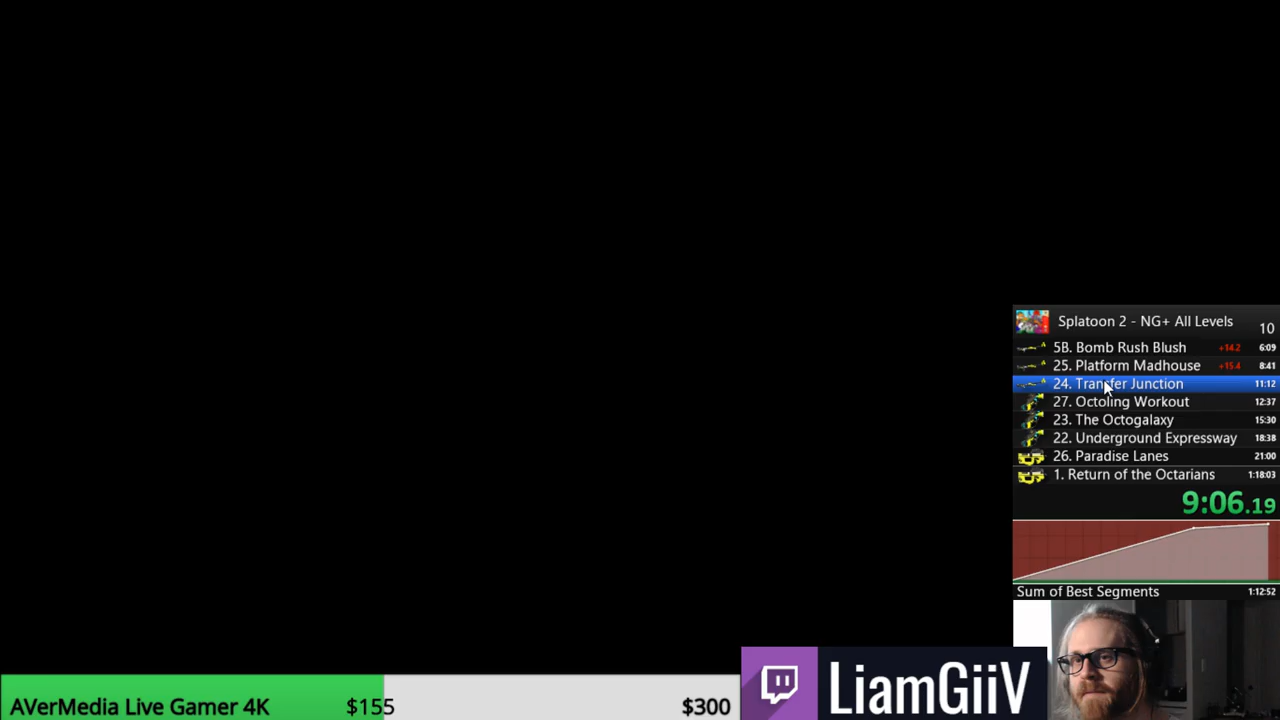 Splatoon 2 - NG+ All Levels 10
5B. Bomb Rush Blush +14.2 6:09
25. Platform Madhouse +15.4 8:41
24. Transfer Junction 11:12
27. Octoling Workout 12:37
23. The Octogalaxy 15:30
22. Underground Expressway 18:38
26. Paradise Lanes 21:00
1. Return of the Octarians 1:18:03
9:06.19
Sum of Best Segments 1:12:52
AVerMedia Live Gamer 4K $155 $300
LiamGiiV